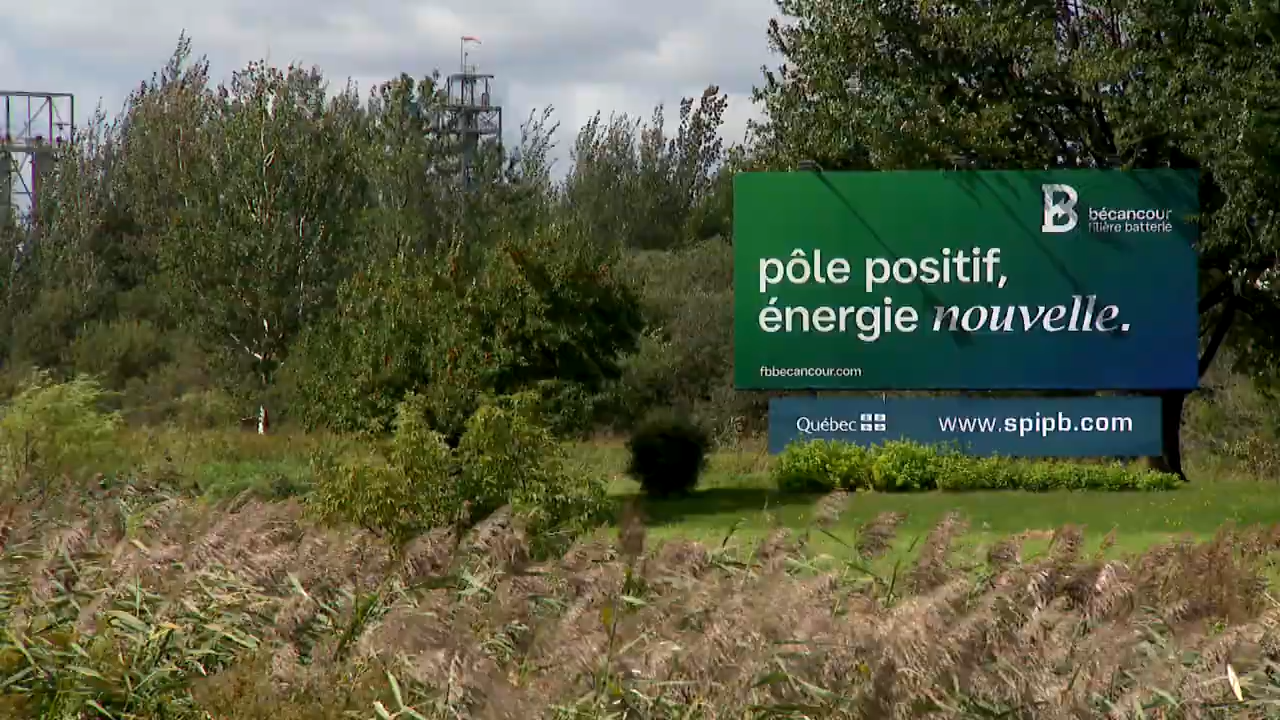 B bécancour
filière batterie
pôle positif,
énergie nouvelle.
fbbecancour.com
Québec www.spipb.com